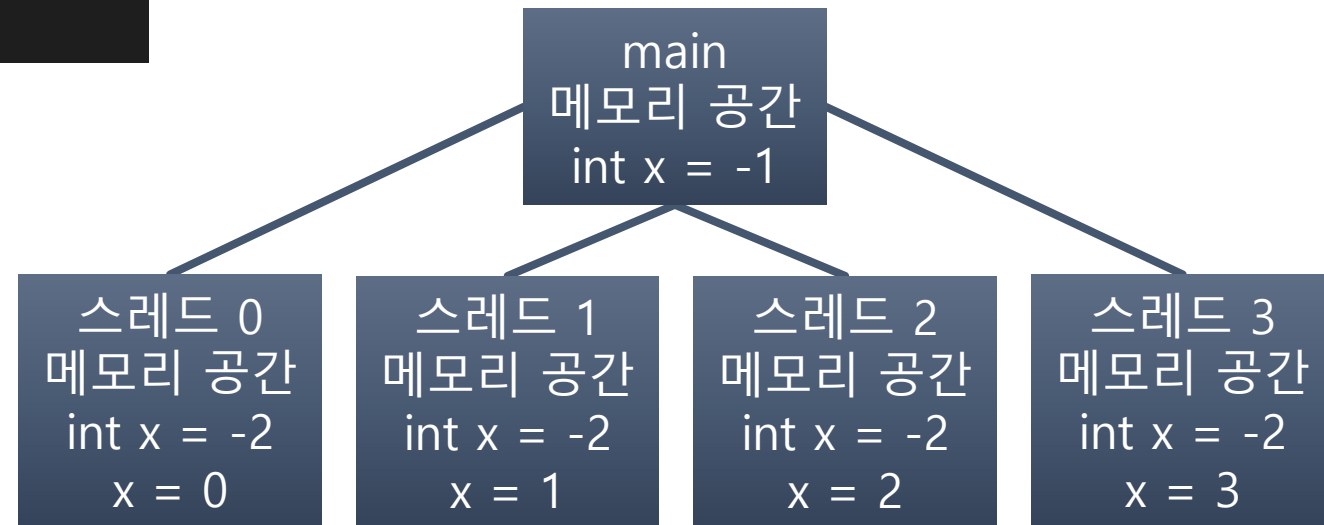 main
메모리 공간
int x = -1
스레드 0
메모리 공간
int x = -2
x = 0
스레드 1
메모리 공간
int x = -2
x = 1
스레드 2
메모리 공간
int x = -2
x = 2
스레드 3
메모리 공간
int x = -2
x = 3